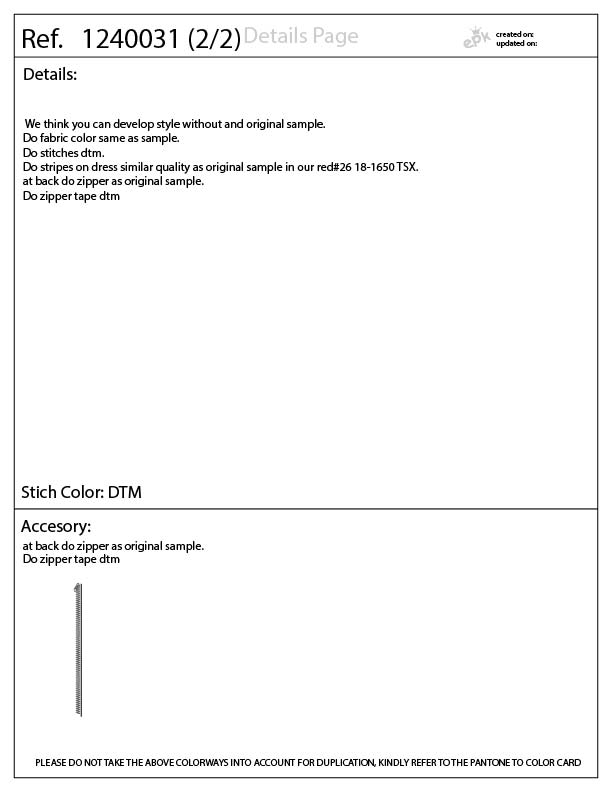 Ref. 1240031 (2/2) Details Page
epk
created on:
updated on:
Details:
We think you can develop style without and original sample.
Do fabric color same as sample.
Do stitches dtm.
Do stripes on dress similar quality as original sample in our red#26 18-1650 TSX.
at back do zipper as original sample.
Do zipper tape dtm
Stich Color: DTM
Accesory:
at back do zipper as original sample.
Do zipper tape dtm
PLEASE DO NOT TAKE THE ABOVE COLORWAYS INTO ACCOUNT FOR DUPLICATION, KINDLY REFER TO THE PANTONE TO COLOR CARD